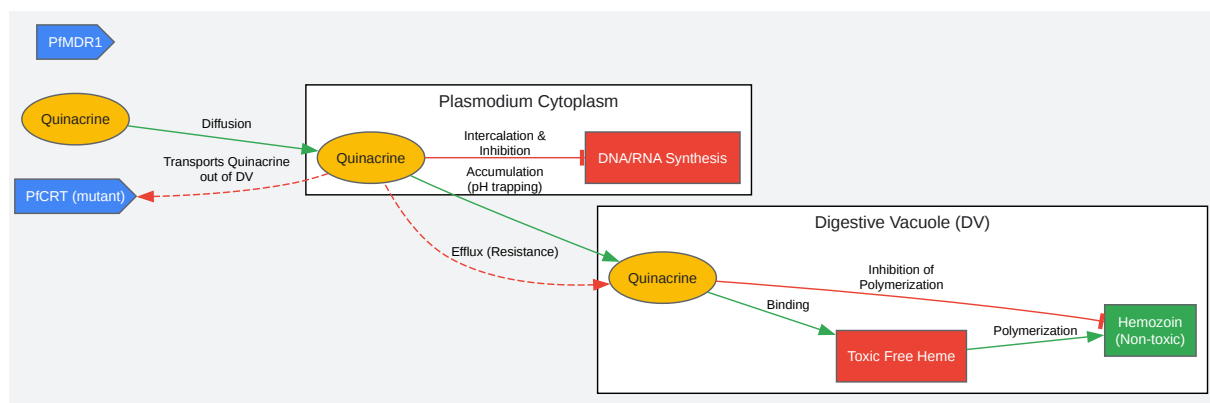 PfMDR1
Quinacrine
Diffusion
Transports Quinacrine
out of DV
PfCRT (mutant)
Plasmodium Cytoplasm
Quinacrine
Intercalation &
Inhibition
DNA/RNA Synthesis
Accumulation
(pH trapping)
Efflux (Resistance)
Digestive Vacuole (DV)
Quinacrine
Inhibition of
Polymerization
Binding
Toxic Free Heme
Polymerization
Hemozoin
(Non-toxic)